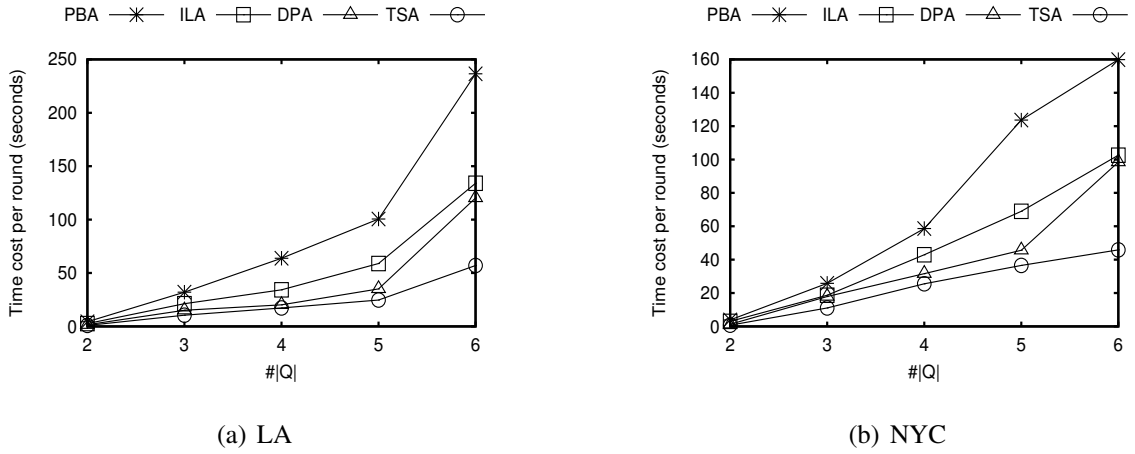 PBA ILA DPA TSA
250
200
150
100
50
0
2 3 4 5 6
Time cost per round (seconds)
#|Q|
(a) LA
PBA ILA DPA TSA
160
140
120
100
80
60
40
20
0
2 3 4 5 6
Time cost per round (seconds)
#|Q|
(b) NYC